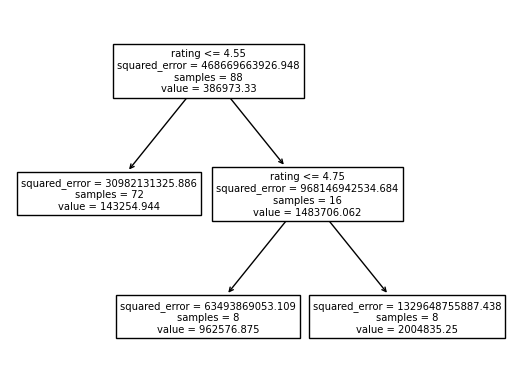 rating <= 4.55
squared_error = 468669663926.948
samples = 88
value = 386973.33
squared_error = 30982131325.886
samples = 72
value = 143254.944
rating <= 4.75
squared_error = 968146942534.684
samples = 16
value = 1483706.062
squared_error = 63493869053.109
samples = 8
value = 962576.875
squared_error = 1329648755887.438
samples = 8
value = 2004835.25